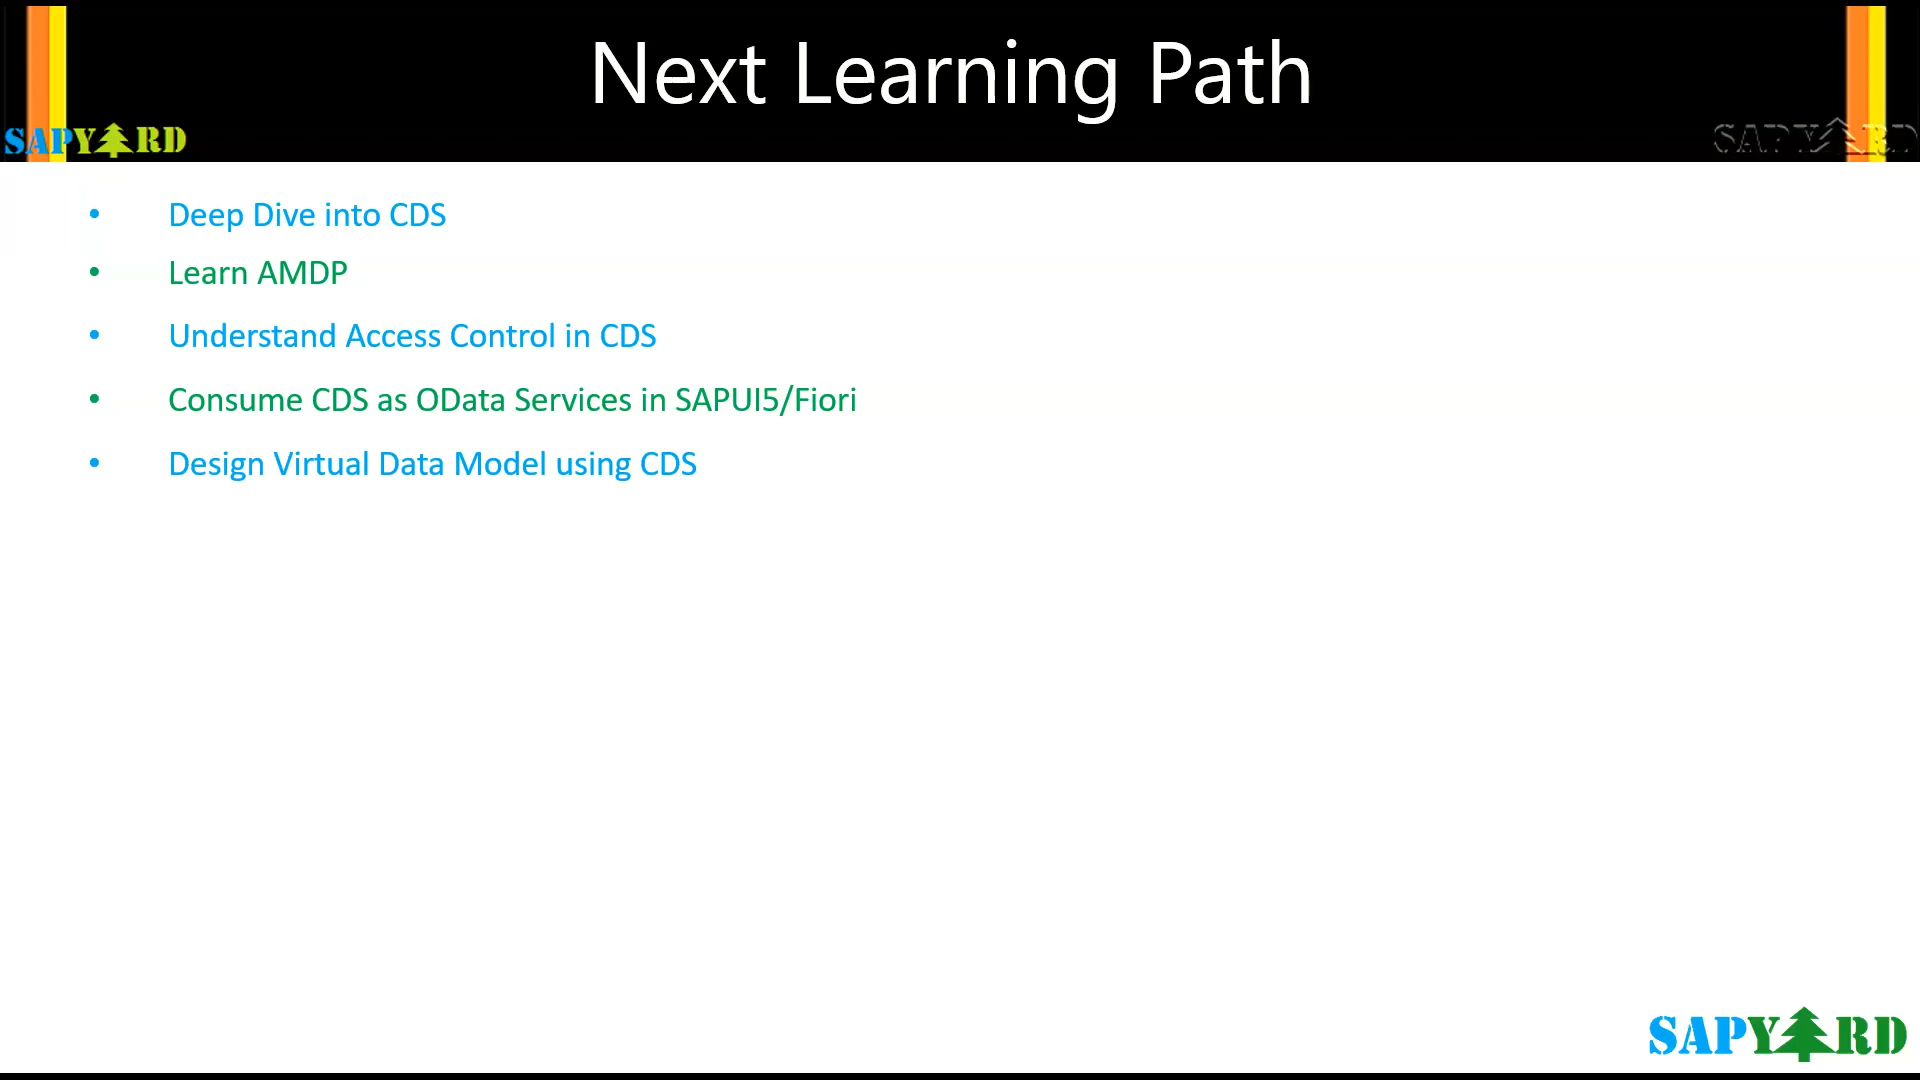 Next Learning Path
SAPYARD
SAPYARD
• Deep Dive into CDS
• Learn AMDP
• Understand Access Control in CDS
• Consume CDS as OData Services in SAPUI5/Fiori
• Design Virtual Data Model using CDS
SAPYARD